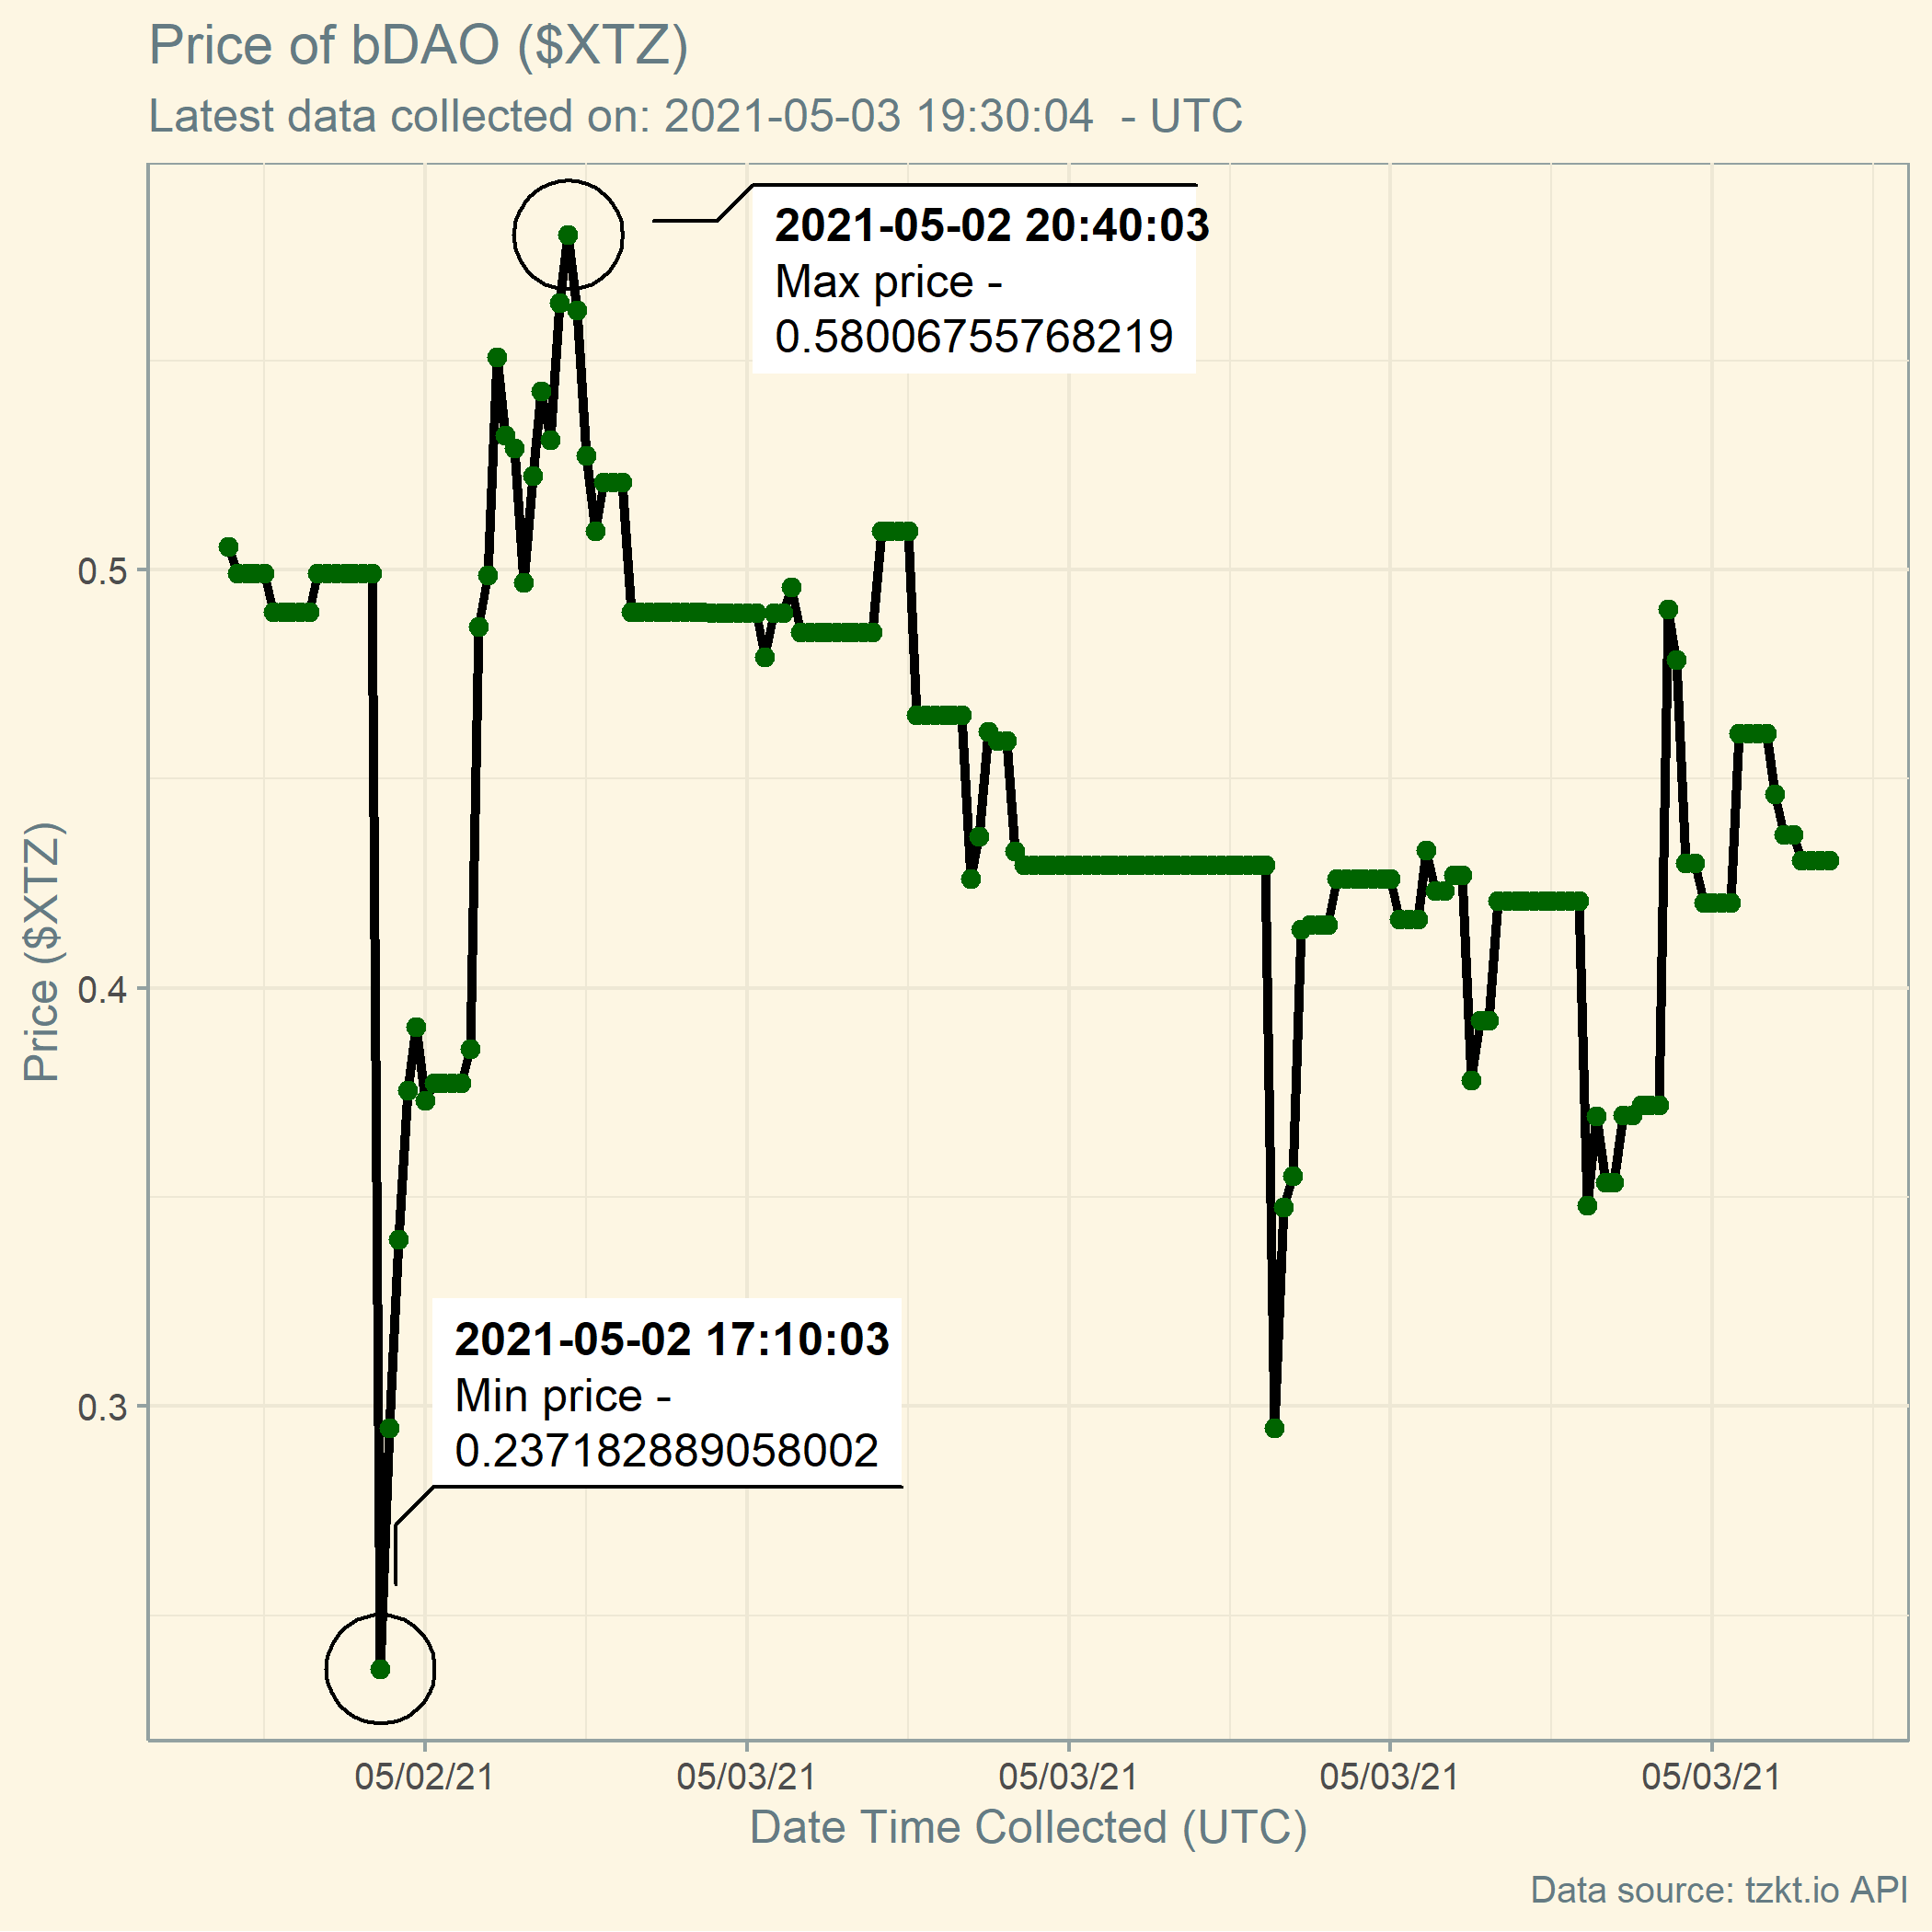 Price of bDAO ($XTZ)
Latest data collected on: 2021-05-03 19:30:04  - UTC
2021-05-02 20:40:03
Max price -
0.58006755768219
0.5
0.4
0.3
Price ($XTZ)
2021-05-02 17:10:03
Min price -
0.237182889058002
05/02/21
05/03/21
05/03/21
05/03/21
05/03/21
Date Time Collected (UTC)
Data source: tzkt.io API